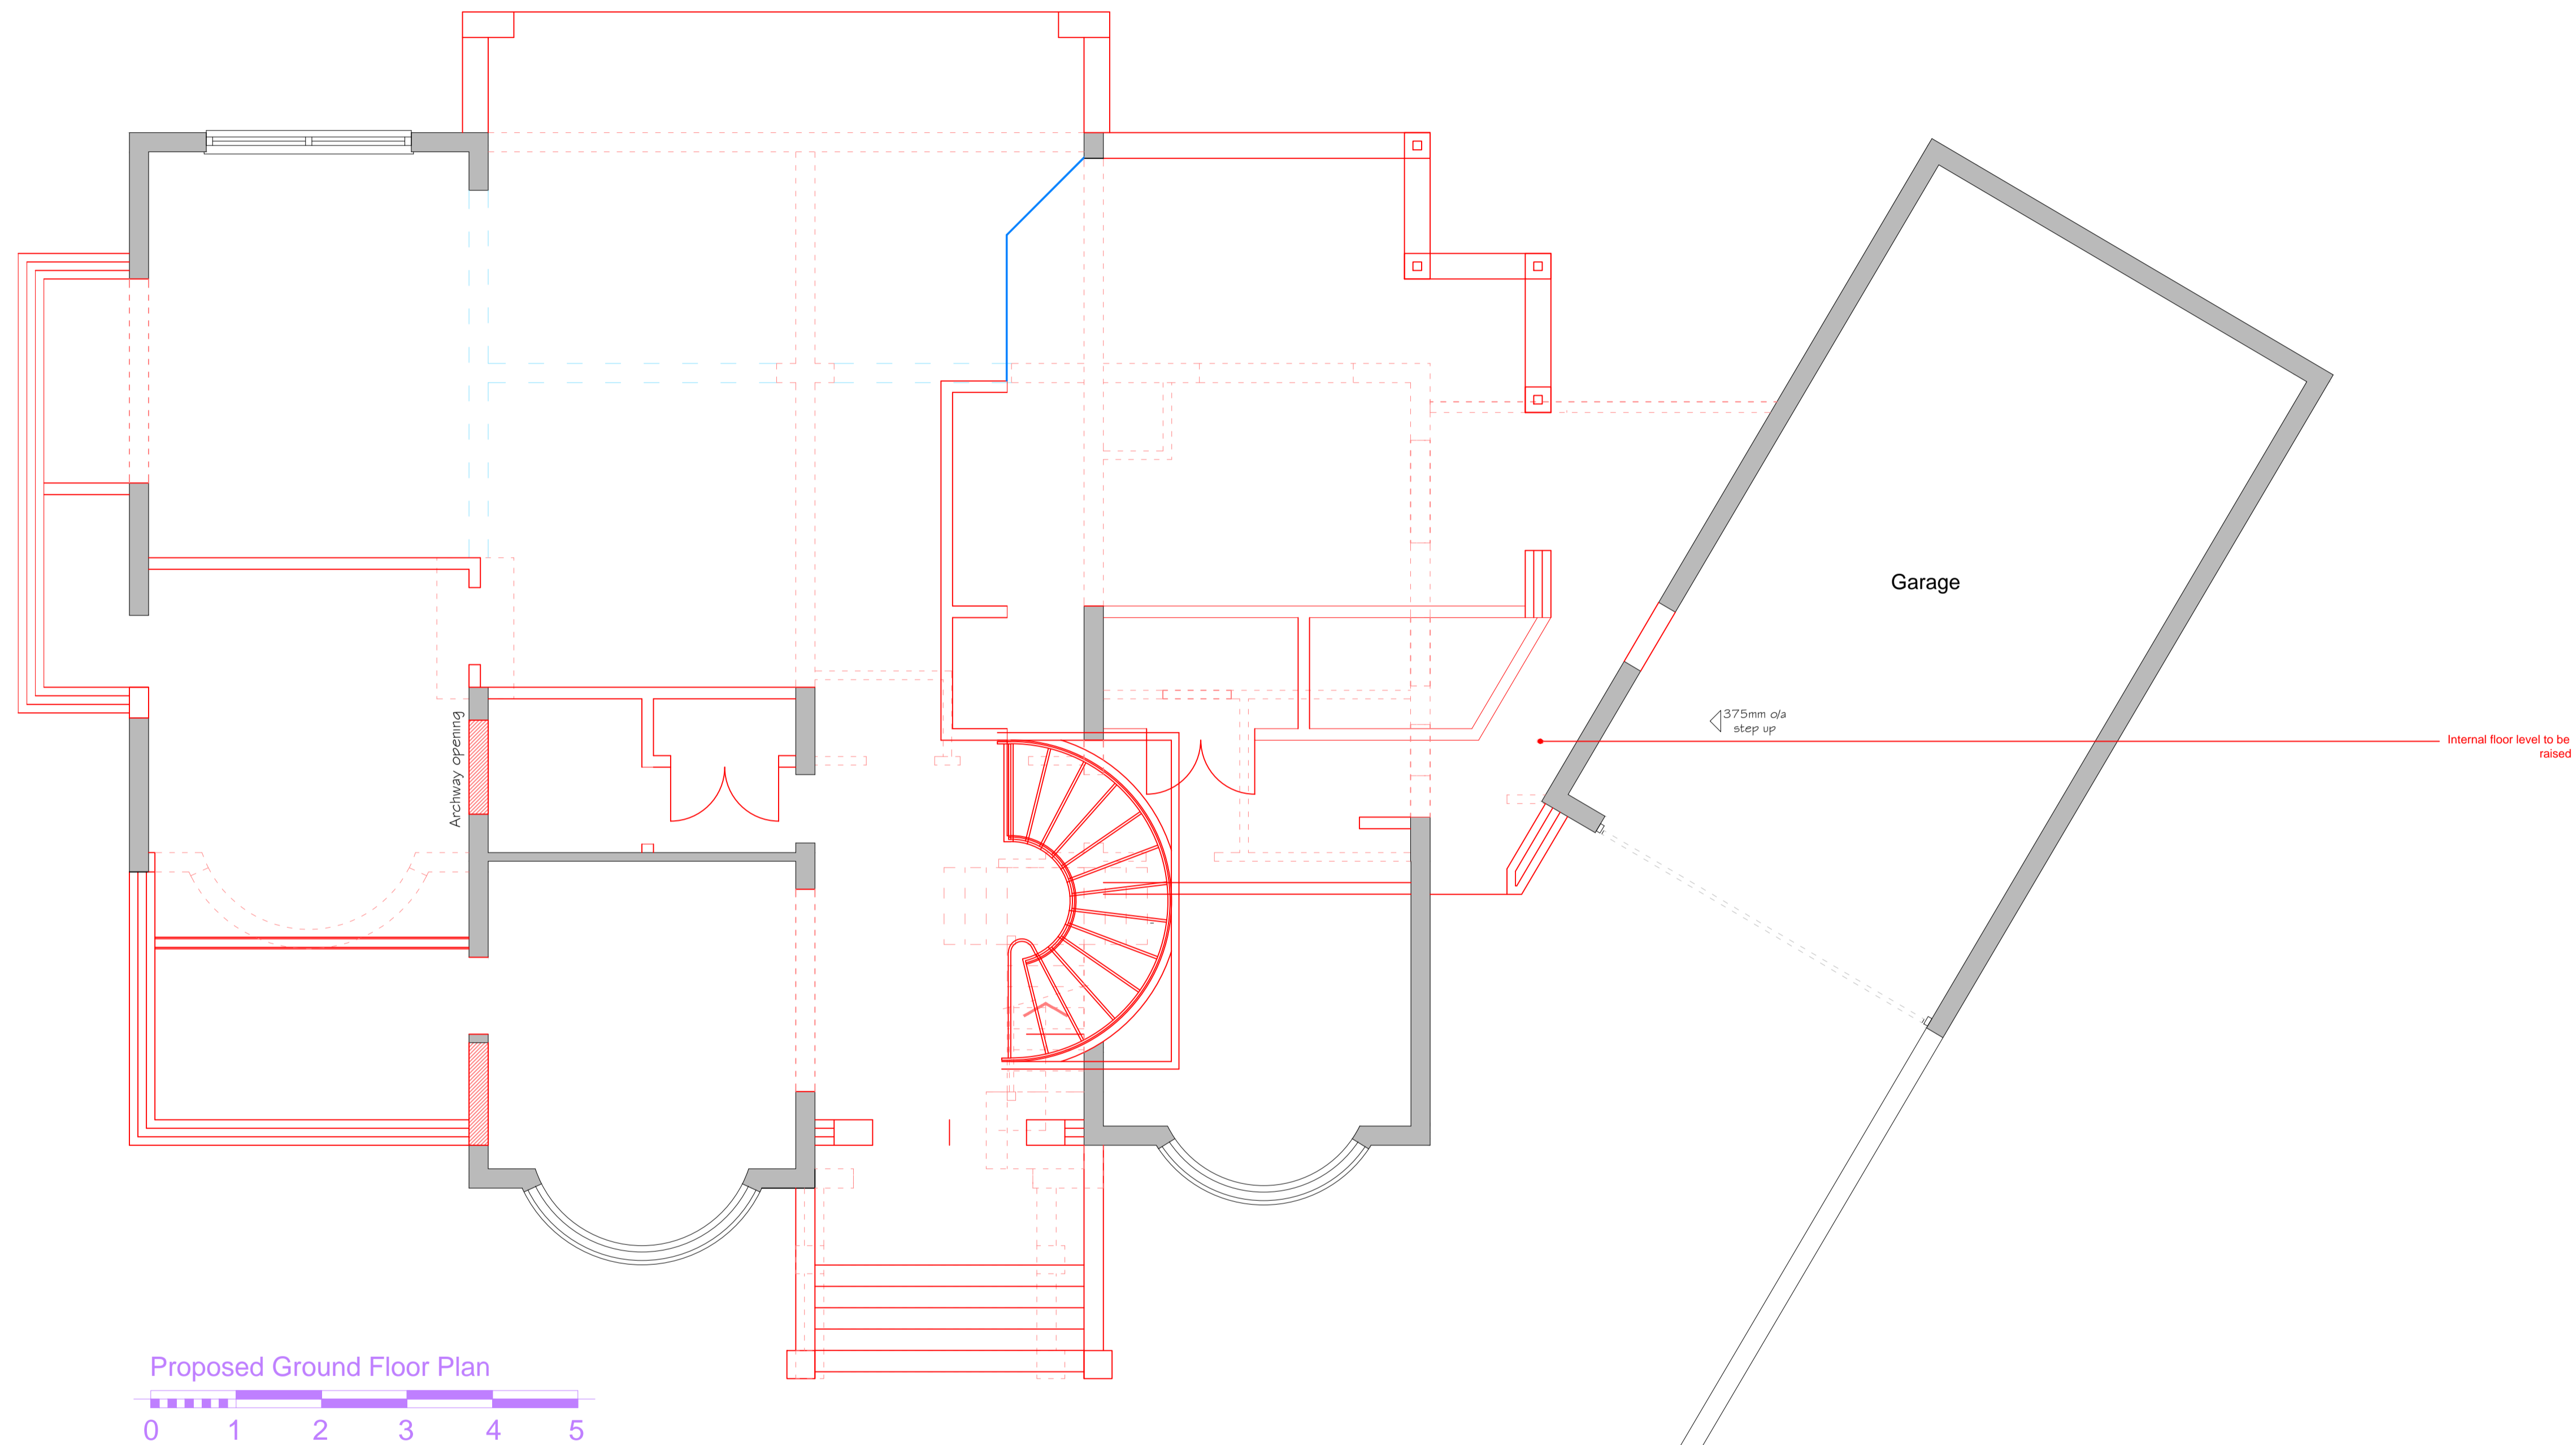 Garage
375mm o/a
step up
Internal floor level to be
raised
Archway opening
Proposed Ground Floor Plan
0 1 2 3 4 5